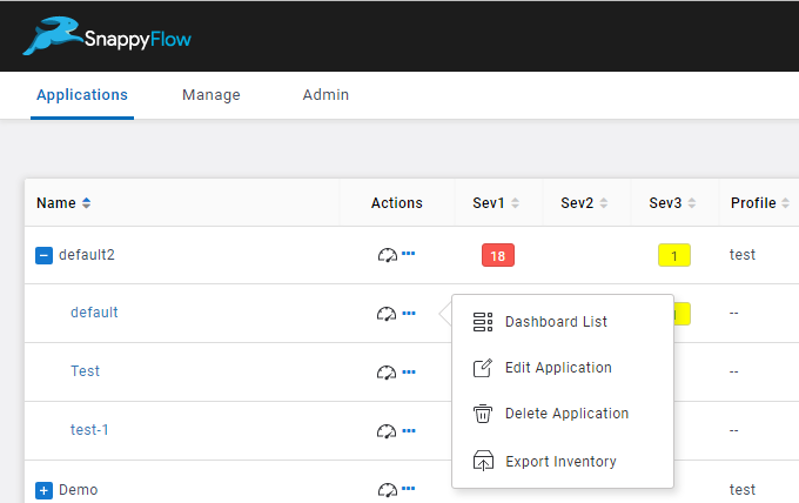 SnappyFlow
Applications Manage Admin
Name Actions Sev1 Sev2 Sev3 Profile
default2 18 1 test
default --
Dashboard List
Edit Application
Test --
Delete Application
test-1 --
Export Inventory
Demo test